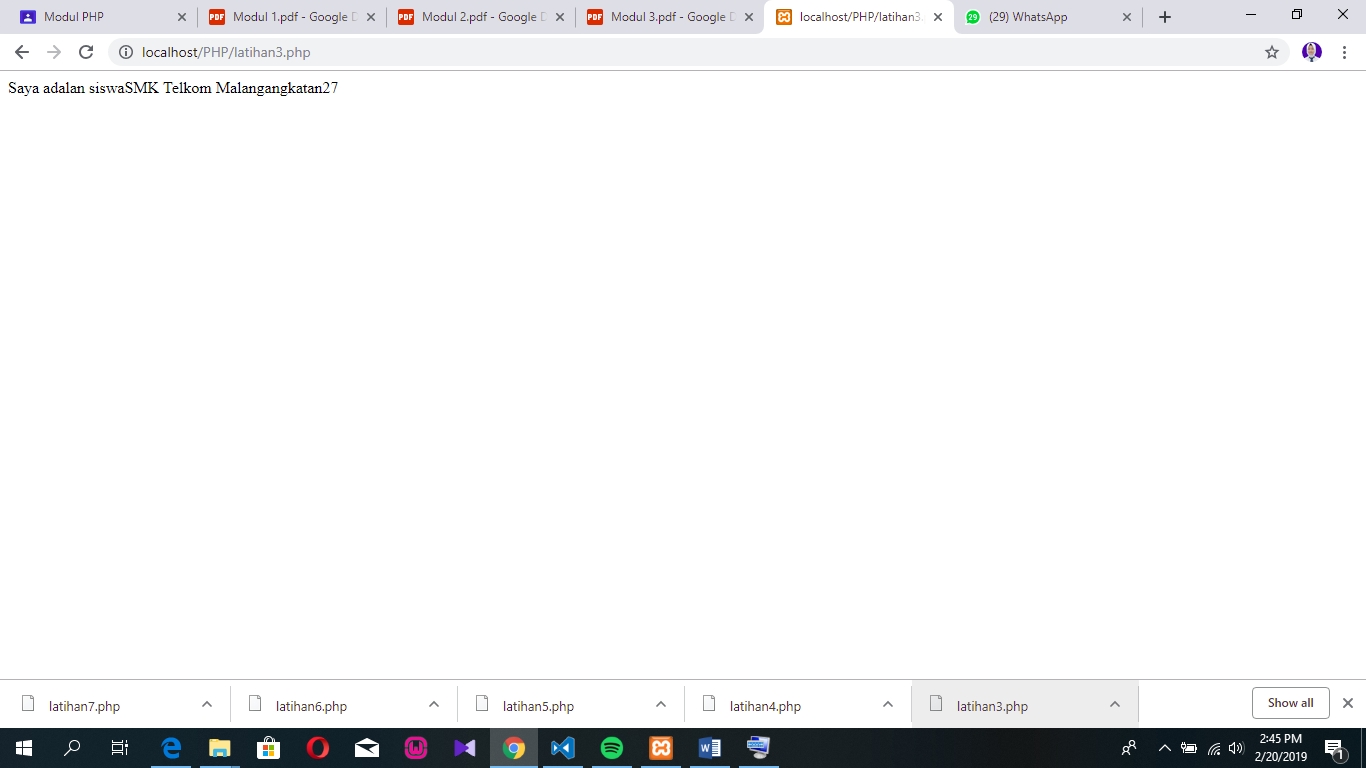 Modul PHP
Modul 1.pdf - Google D
Modul 2.pdf - Google D
Modul 3.pdf - Google D
localhost/PHP/latihan3.
29
(29) WhatsApp
localhost/PHP/latihan3.php
Saya adalan siswaSMK Telkom Malangangkatan27
latihan7.php
latihan6.php
latihan5.php
latihan4.php
latihan3.php
Show all
2:45 PM
2/20/2019
1